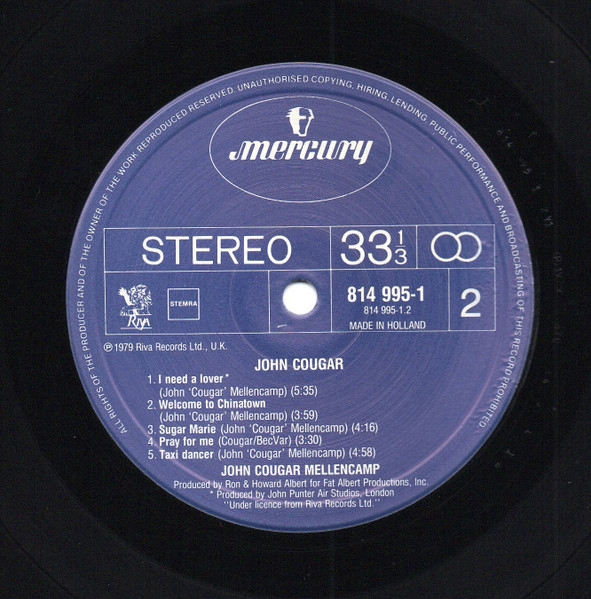 ALL RIGHTS OF THE PRODUCER AND OF THE OWNER OF THE WORK REPRODUCED RESERVED. UNAUTHORISED COPYING, HIRING, LENDING, PUBLIC PERFORMANCE AND BROADCASTING OF THIS RECORD PROHIBITED.
mercury
STEREO 33 1/3
Riva STEMRA 814 995-1 2
814 995-1.2
MADE IN HOLLAND
℗ 1979 Riva Records Ltd., U.K.
JOHN COUGAR
1. I need a lover*
(John 'Cougar' Mellencamp) (5:35)
2. Welcome to Chinatown
(John 'Cougar' Mellencamp) (3:59)
3. Sugar Marie (John 'Cougar' Mellencamp) (4:16)
4. Pray for me (Cougar/BecVar) (3:30)
5. Taxi dancer (John 'Cougar' Mellencamp) (4:58)
JOHN COUGAR MELLENCAMP
Produced by Ron & Howard Albert for Fat Albert Productions, Inc.
* Produced by John Punter Air Studios, London
"Under licence from Riva Records Ltd."